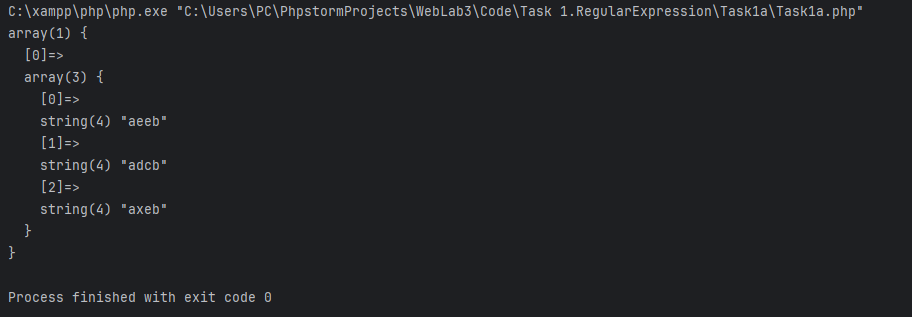 C:\xampp\php\php.exe "C:\Users\PC\PhpstormProjects\WebLab3\Code\Task 1.RegularExpression\Task1a\Task1a.php"
array(1) {
  [0]=>
  array(3) {
    [0]=>
    string(4) "aeeb"
    [1]=>
    string(4) "adcb"
    [2]=>
    string(4) "axeb"
  }
}
Process finished with exit code 0